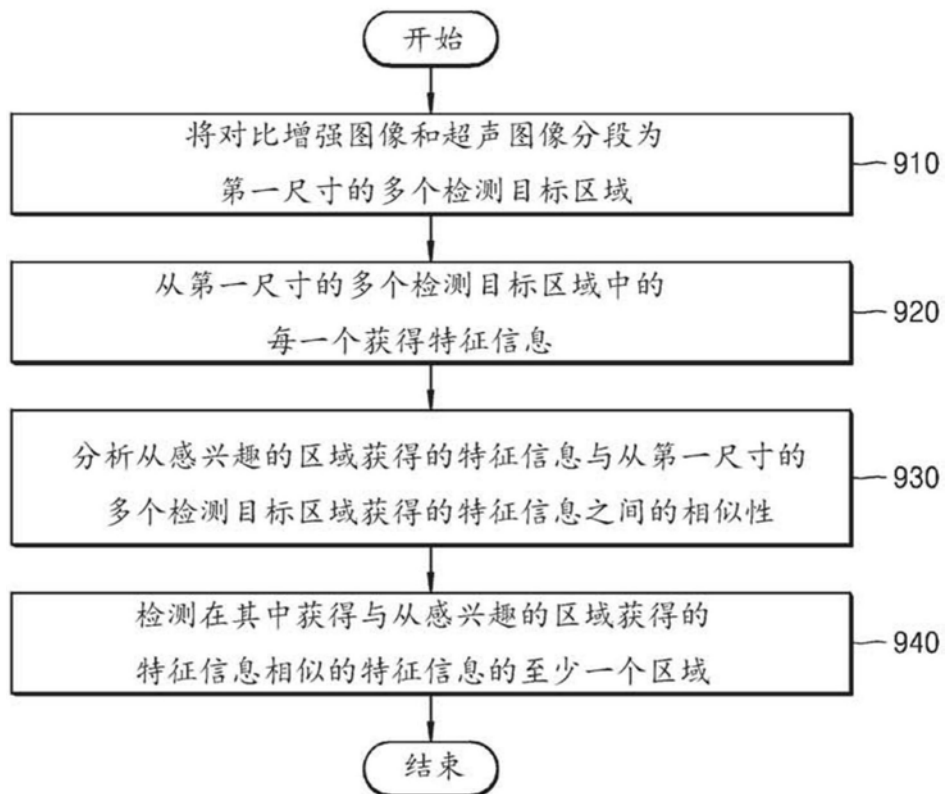 开始
将对比增强图像和超声图像分段为
第一尺寸的多个检测目标区域
910
从第一尺寸的多个检测目标区域中的
每一个获得特征信息
920
分析从感兴趣的区域获得的特征信息与从第一尺寸的
多个检测目标区域获得的特征信息之间的相似性
930
检测在其中获得与从感兴趣的区域获得的
特征信息相似的特征信息的至少一个区域
940
结束